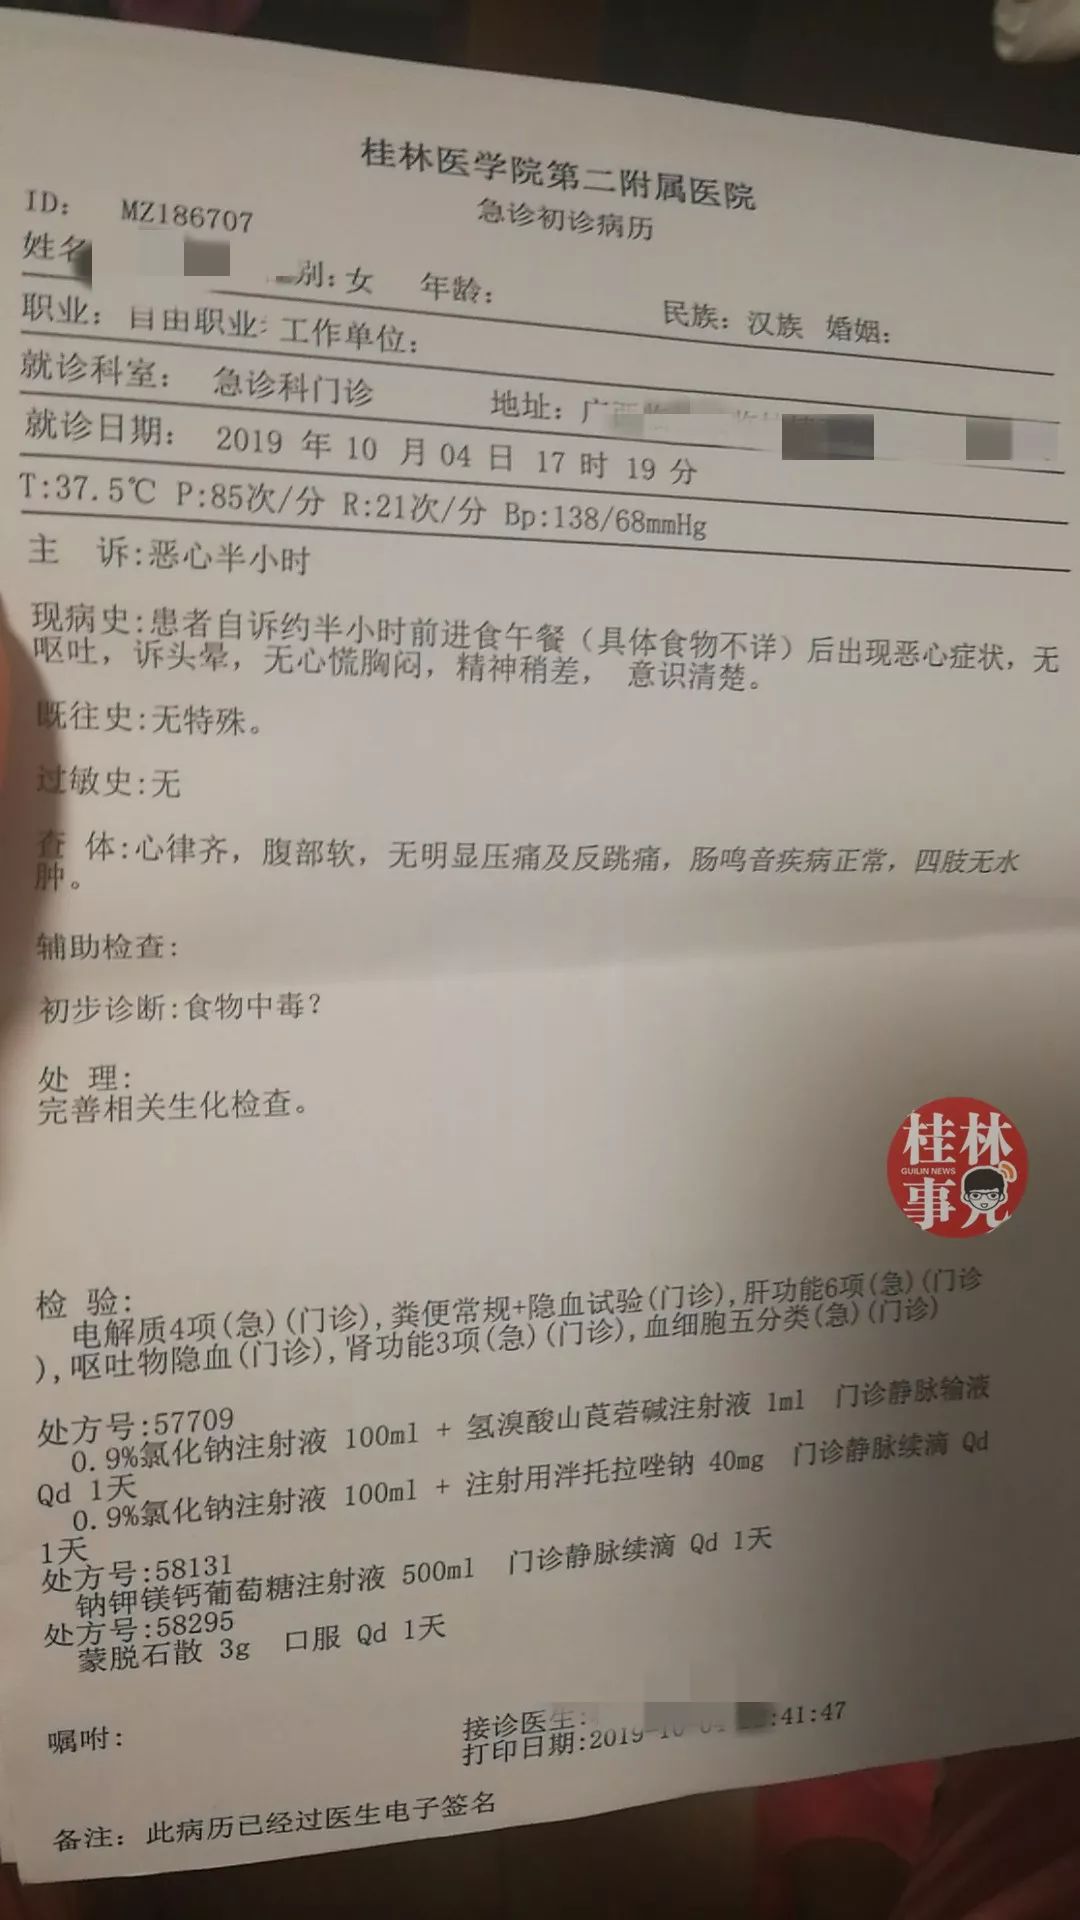 桂林医学院第二附属医院
急诊初诊病历
ID: MZ186707
姓名 别:女 年龄: 民族:汉族 婚姻:
职业: 自由职业 工作单位:
就诊科室: 急诊科门诊 地址:广西
就诊日期: 2019 年 10 月 04 日 17 时 19 分
T:37.5℃ P:85次/分 R:21次/分 Bp:138/68mmHg
主 诉:恶心半小时
现病史:患者自诉约半小时前进食午餐(具体食物不详)后出现恶心症状,无
呕吐,诉头晕,无心慌胸闷,精神稍差, 意识清楚。
既往史:无特殊。
过敏史:无
查 体:心律齐,腹部软,无明显压痛及反跳痛,肠鸣音疾病正常,四肢无水
肿。
辅助检查:
初步诊断:食物中毒?
处 理:
完善相关生化检查。
桂林
GUILIN NEWS
事儿
检 验:
电解质4项(急)(门诊),粪便常规+隐血试验(门诊),肝功能6项(急)(门诊
),呕吐物隐血(门诊),肾功能3项(急)(门诊),血细胞五分类(急)(门诊)
处方号:57709
0.9%氯化钠注射液 100ml + 氢溴酸山莨菪碱注射液 1ml 门诊静脉输液
Qd 1天
0.9%氯化钠注射液 100ml + 注射用泮托拉唑钠 40mg 门诊静脉续滴 Qd
1天
处方号:58131
钠钾镁钙葡萄糖注射液 500ml 门诊静脉续滴 Qd 1天
处方号:58295
蒙脱石散 3g 口服 Qd 1天
嘱咐:
接诊医生:
打印日期:2019-10-04 :41:47
备注: 此病历已经过医生电子签名